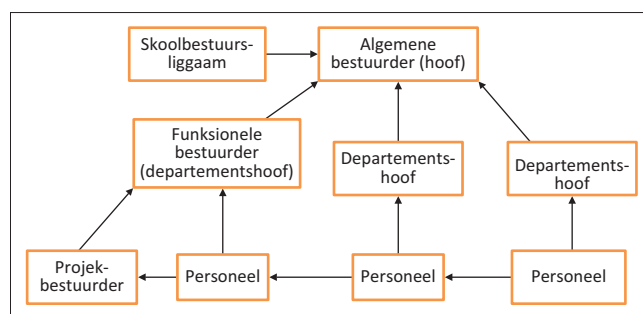 Skoolbestuurs-
liggaam
Algemene
bestuurder (hoof)
Funksionele
bestuurder
(departementshoof)
Departements-
hoof
Departements-
hoof
Projek-
bestuurder
Personeel
Personeel
Personeel